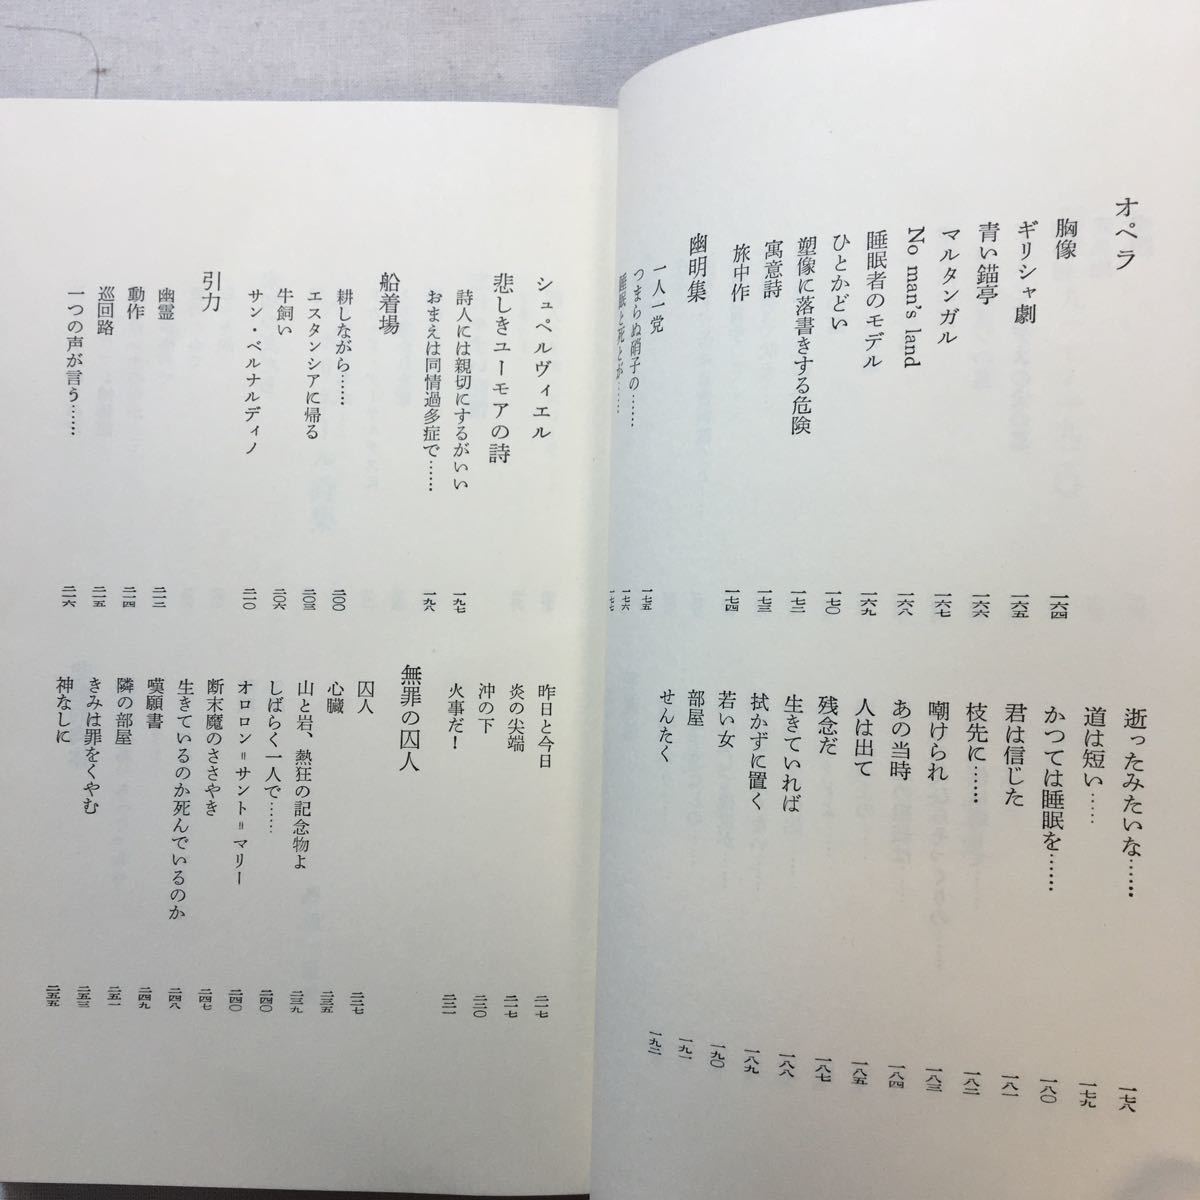 オペラ
胸像 一六四
ギリシャ劇 一六五
青い錨亭 一六六
マルタンガル 一六七
No man's land 一六八
睡眠者のモデル 一六九
ひとかどい 一七〇
塑像に落書きする危険 一七二
寓意詩 一七三
旅中作 一七四
幽明集
一人一党 一七五
つまらぬ硝子の…… 一七六
睡眠と死とが…… 一七七
逝ったみたいな…… 一七八
道は短い…… 一七九
かつては睡眠を…… 一八〇
君は信じた 一八一
枝先に…… 一八二
嘲けられ 一八三
あの当時 一八四
人は出て 一八五
残念だ 一八七
生きていれば 一八八
拭かずに置く 一八九
若い女 一九〇
部屋 一九一
せんたく 一九二
シュペルヴィエル
悲しきユーモアの詩
詩人には親切にするがいい 一九七
おまえは同情過多症で…… 一九八
船着場
耕しながら…… 二〇〇
エスタンシアに帰る 二〇三
牛飼い 二〇六
サン・ベルナルディノ 二一〇
引力
幽霊 二一三
動作 二一四
巡回路 二一五
一つの声が言う…… 二一六
昨日と今日 二一七
炎の尖端 二一七
沖の下 二二〇
火事だ！ 二二一
無罪の囚人
囚人 二二七
心臓 二三五
山と岩、熱狂の記念物よ 二三九
しばらく一人で…… 二四〇
オロロン＝サント＝マリー 二四〇
断末魔のささやき 二四七
生きているのか死んでいるのか 二四八
嘆願書 二四九
隣の部屋 二五一
きみは罪をくやむ 二五三
神なしに 二五五